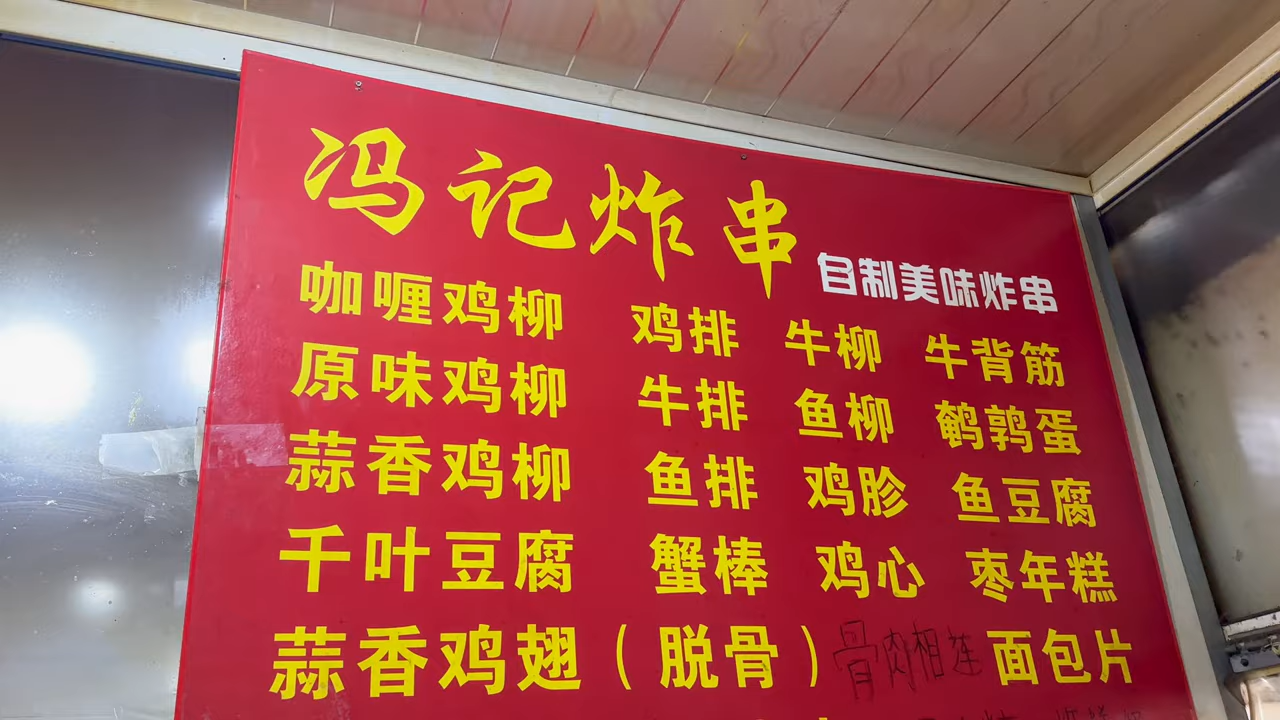 冯记炸串
自制美味炸串
咖喱鸡柳 鸡排 牛柳 牛背筋
原味鸡柳 牛排 鱼柳 鹌鹑蛋
蒜香鸡柳 鱼排 鸡胗 鱼豆腐
千叶豆腐 蟹棒 鸡心 枣年糕
蒜香鸡翅（脱骨）骨肉相连 面包片